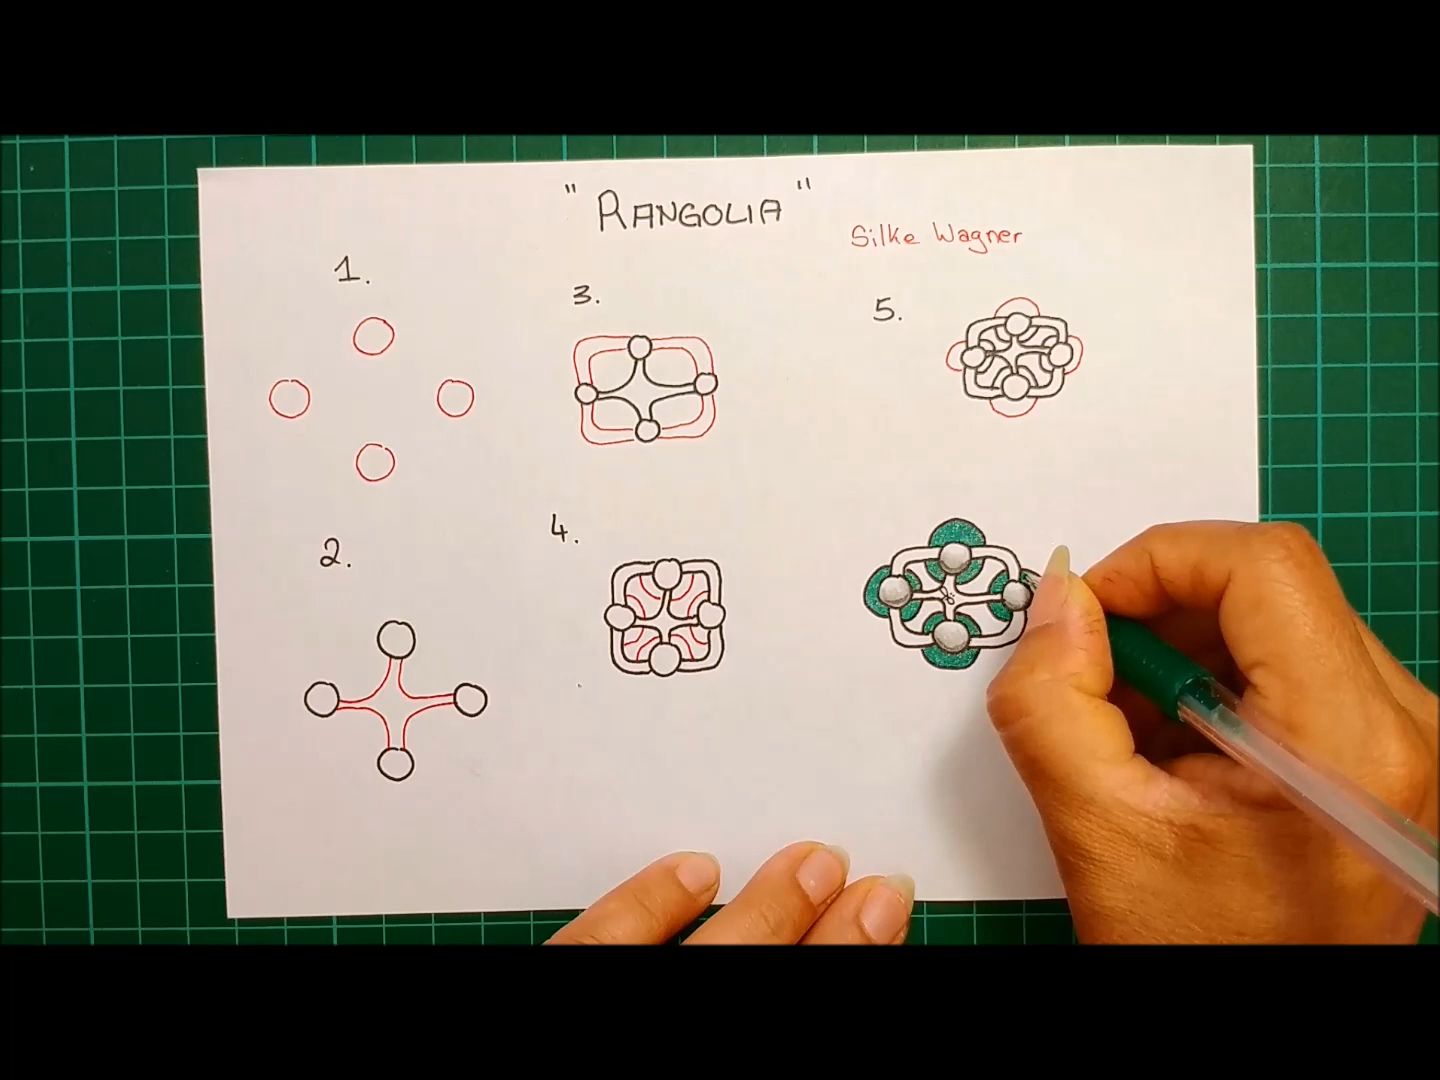 " RANGOLIA "
Silke Wagner
1.
3.
5.
2.
4.